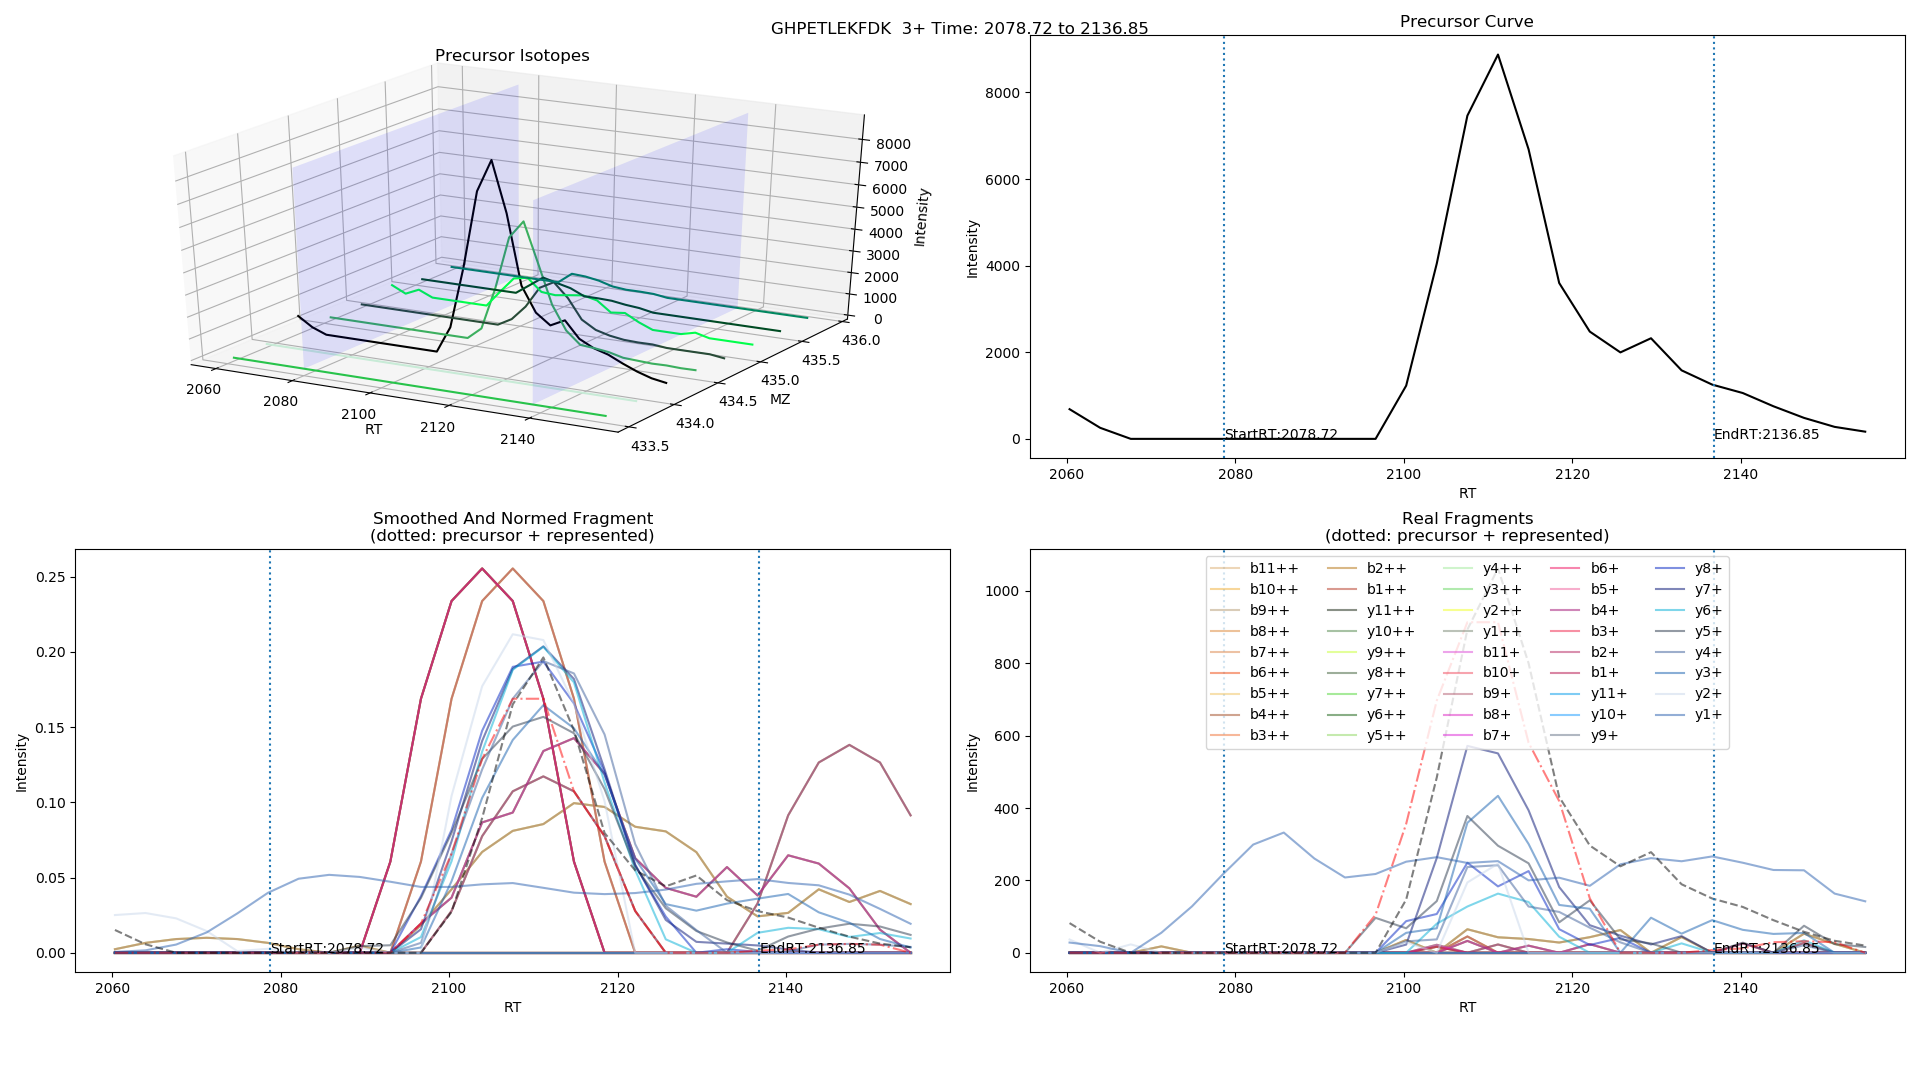 GHPETLEKFDK 3+ Time: 2078.72 to 2136.85
Precursor Isotopes
8000
7000
6000
5000
4000
3000
2000
1000
0
Intensity
436.0
435.5
435.0
434.5
434.0
433.5
MZ
2060
2080
2100
2120
2140
RT
Precursor Curve
8000
6000
4000
2000
0
Intensity
StartRT:2078.72
EndRT:2136.85
2060 2080 2100 2120 2140
RT
Smoothed And Normed Fragment
(dotted: precursor + represented)
0.25
0.20
0.15
0.10
0.05
0.00
Intensity
StartRT:2078.72
EndRT:2136.85
2060 2080 2100 2120 2140
RT
Real Fragments
(dotted: precursor + represented)
1000
800
600
400
200
0
Intensity
b11++ b2++ y4++ b6+ y8+
b10++ b1++ y3++ b5+ y7+
b9++ y11++ y2++ b4+ y6+
b8++ y10++ y1++ b3+ y5+
b7++ y9++ b11+ b2+ y4+
b6++ y8++ b10+ b1+ y3+
b5++ y7++ b9+ y11+ y2+
b4++ y6++ b8+ y10+ y1+
b3++ y5++ b7+ y9+
StartRT:2078.72
EndRT:2136.85
2060 2080 2100 2120 2140
RT